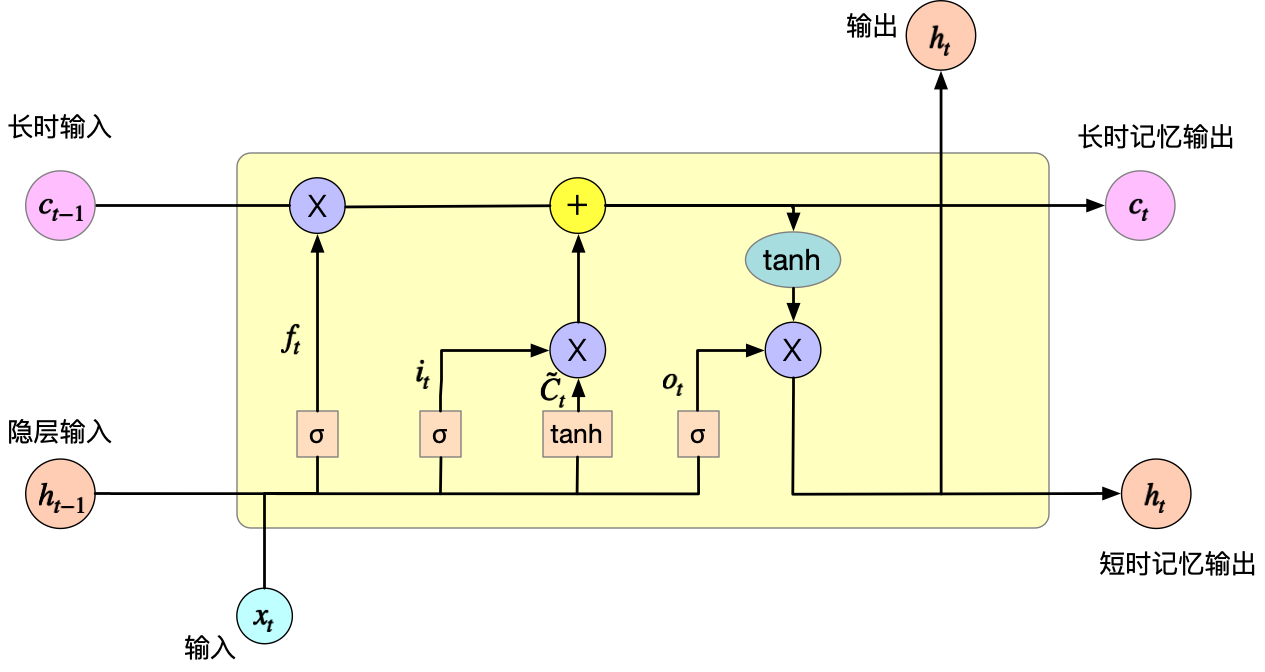 输出
h_t
长时输入
长时记忆输出
c_{t-1}
X
+
c_t
tanh
f_t
i_t
X
C̃_t
o_t
X
隐层输入
σ
σ
tanh
σ
h_{t-1}
h_t
短时记忆输出
x_t
输入